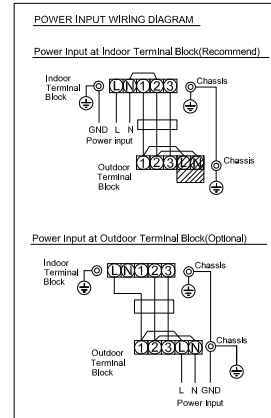 POWER INPUT WIRING DIAGRAM
Power Input at Indoor Terminal Block(Recommend)
Indoor
Terminal
Block
L N 1 2 3
Chassis
GND L N
Power input
Outdoor
Terminal
Block
1 2 3 L N
Chassis
Power Input at Outdoor Terminal Block(Optional)
Indoor
Terminal
Block
L N 1 2 3
Chassis
Outdoor
Terminal
Block
1 2 3 L N
Chassis
L N GND
Power Input